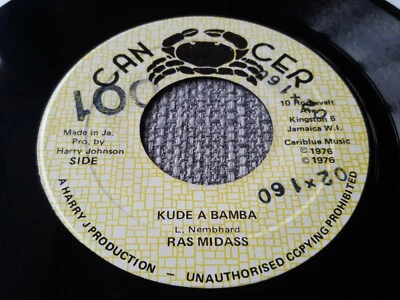 CAN CER
10 Roosevelt
Ave.
Kingston 6
Jamaica W.I.
Made in Ja.
Pro. by
Harry Johnson
SIDE
Cariblue Music
℗ 1976
© 1976
KUDE A BAMBA
L. Nembhard
RAS MIDASS
A HARRY J PRODUCTION - UNAUTHORISED COPYING PROHIBITED